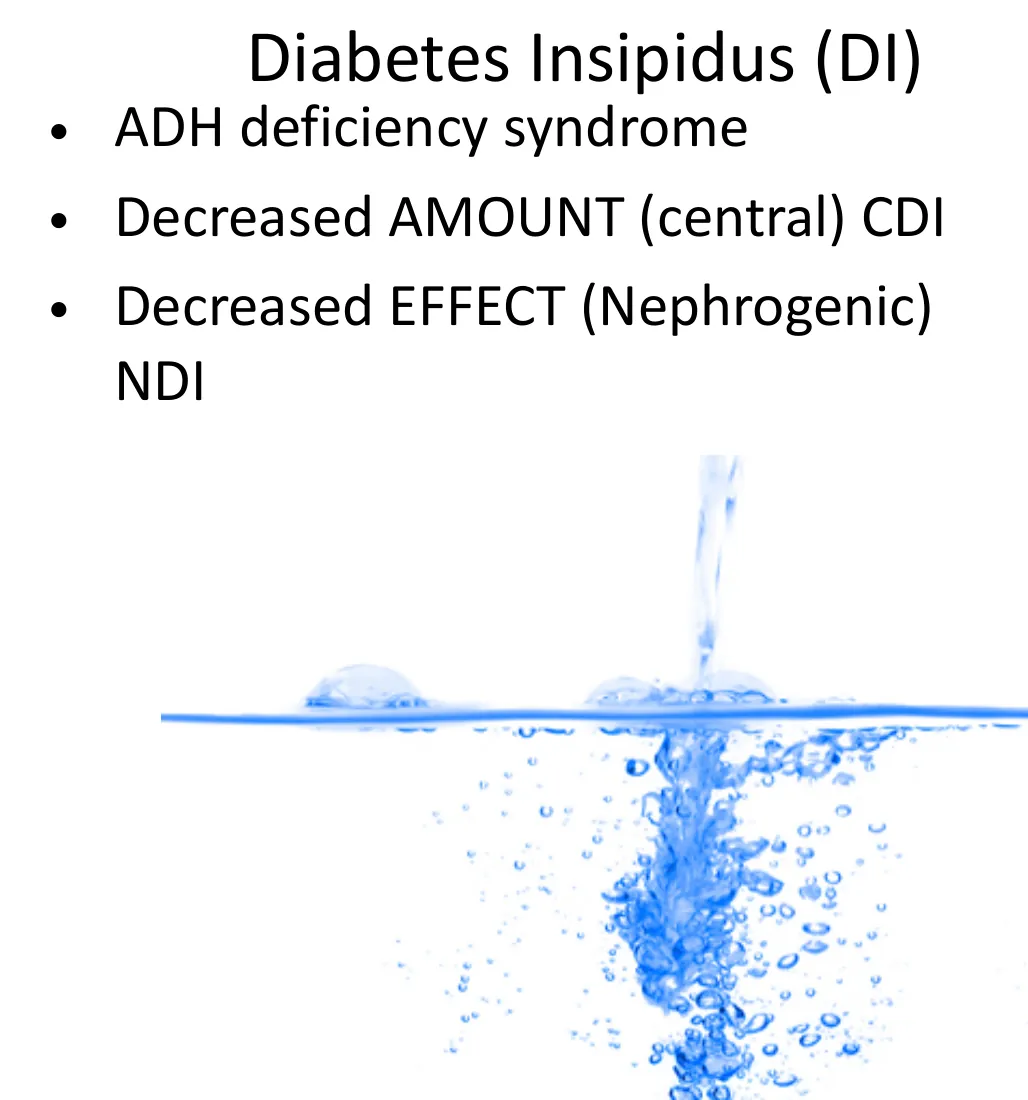 Diabetes Insipidus (DI)
• ADH deficiency syndrome
• Decreased AMOUNT (central) CDI
• Decreased EFFECT (Nephrogenic)
NDI